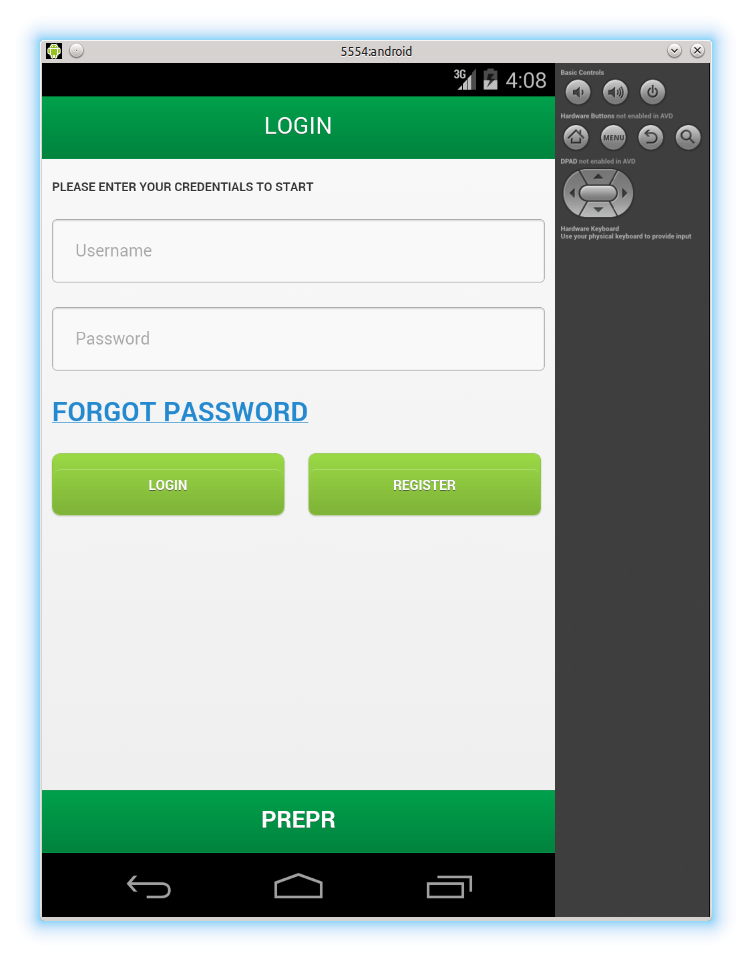 5554:android
3G 4:08
LOGIN
PLEASE ENTER YOUR CREDENTIALS TO START
Username
Password
FORGOT PASSWORD
LOGIN REGISTER
PREPR
Basic Controls
Hardware Buttons not enabled in AVD
MENU
DPAD not enabled in AVD
Hardware Keyboard
Use your physical keyboard to provide input